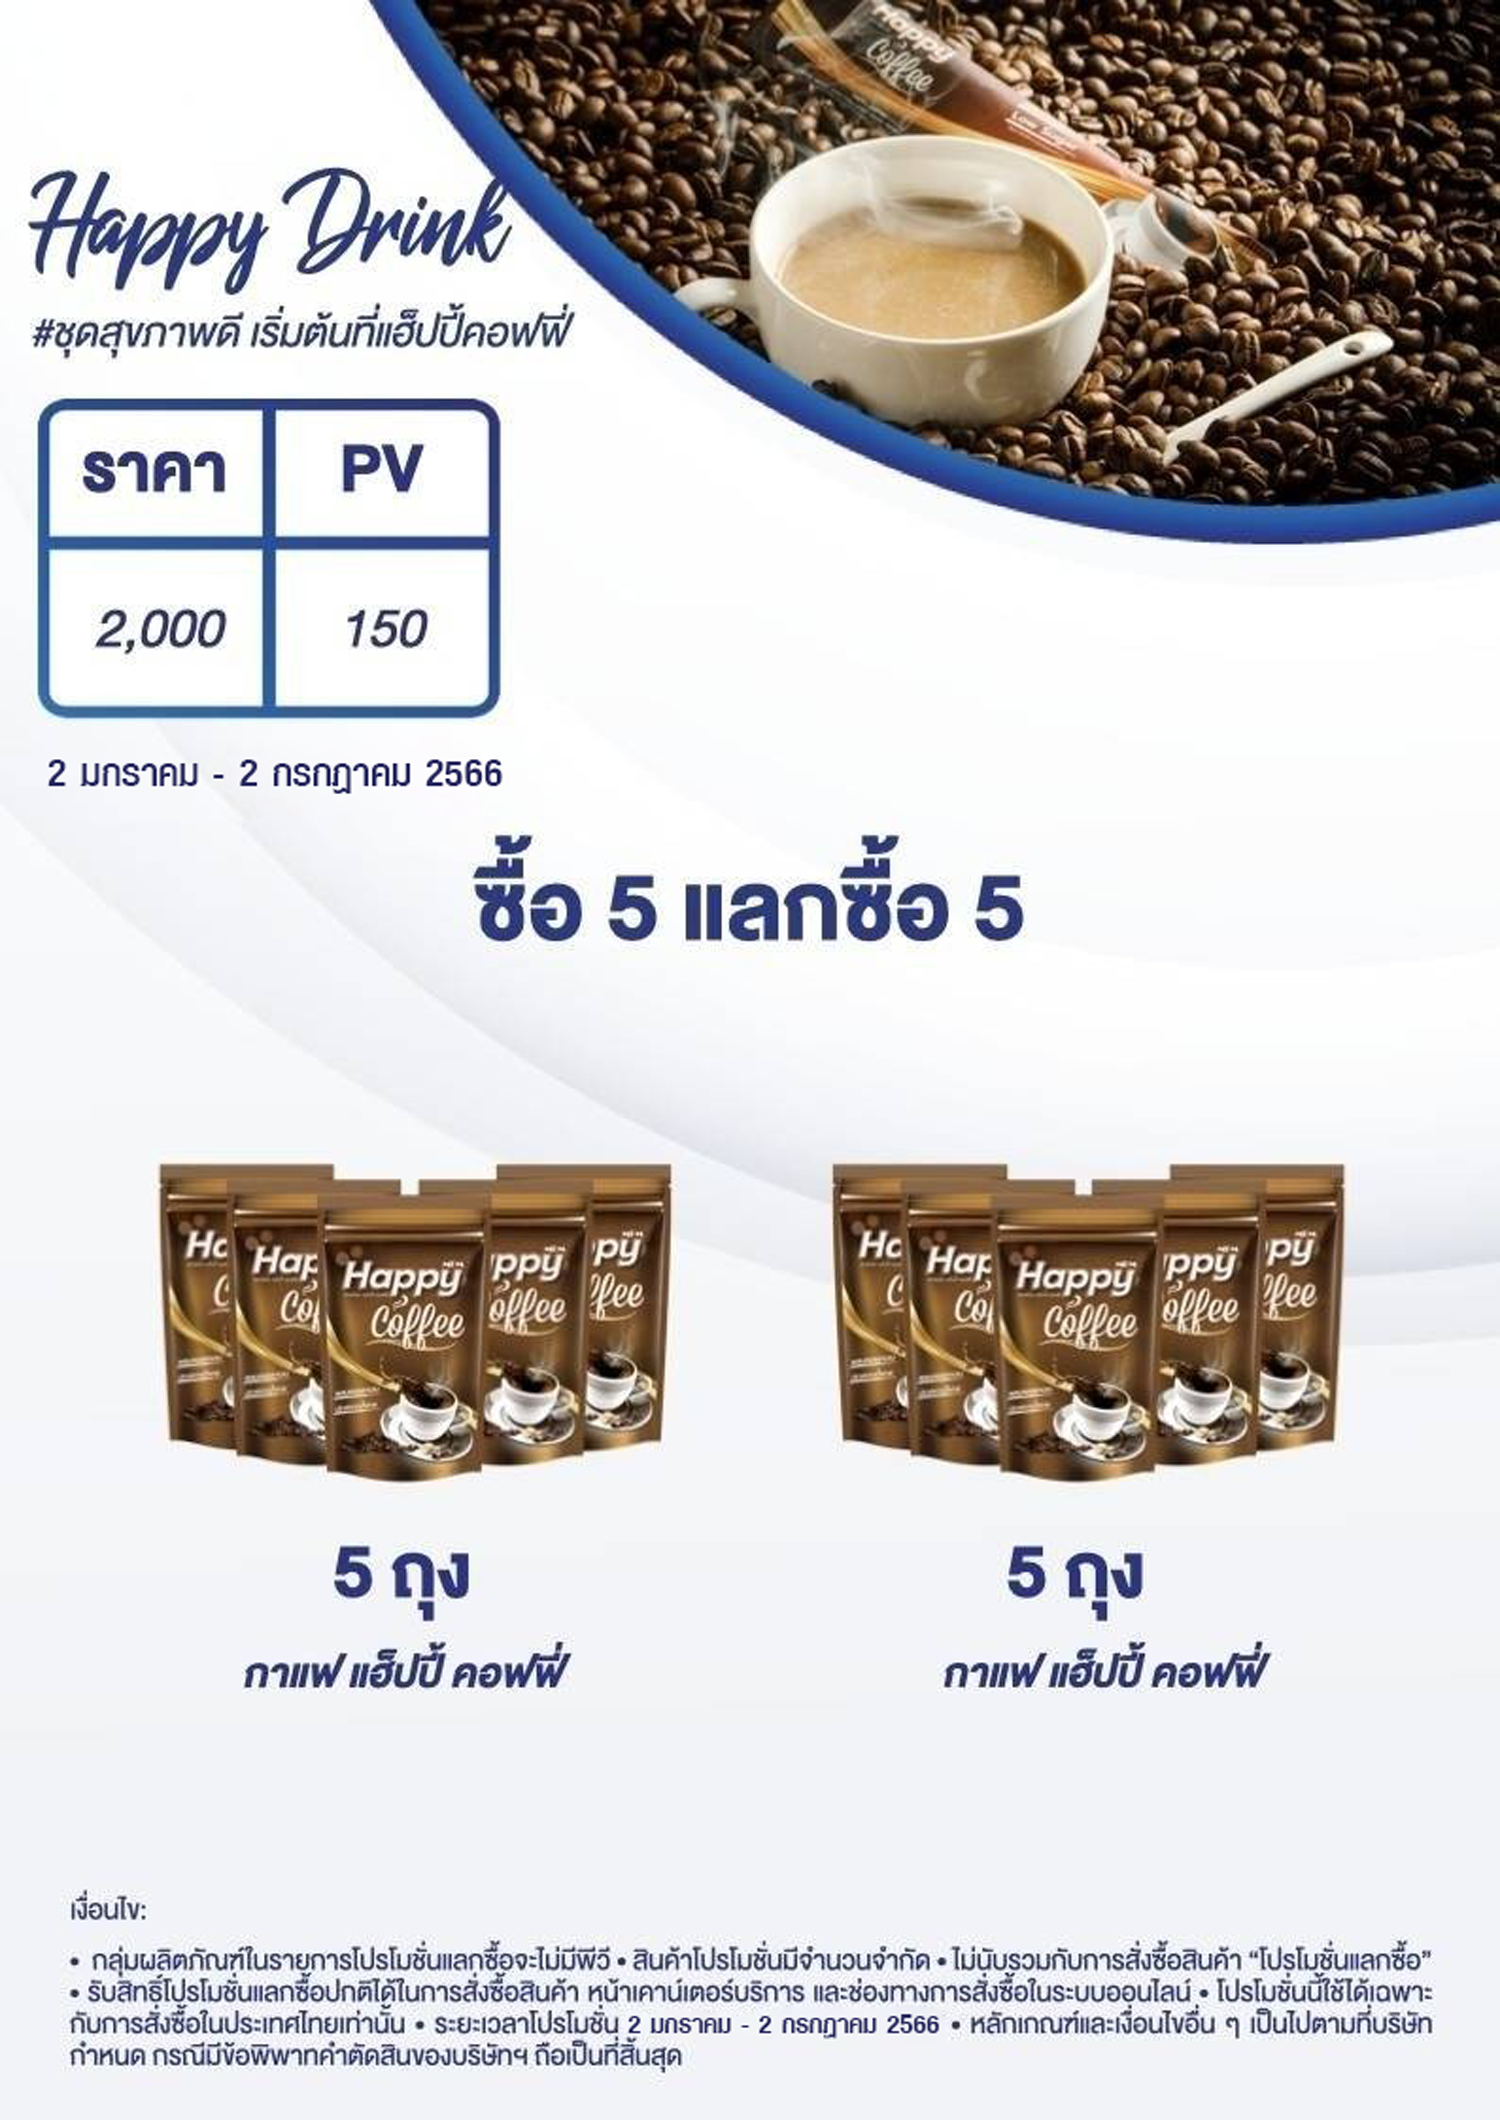 Happy
Coffee
Low Sugar
Happy Drink
#ชุดสุขภาพดี เริ่มต้นที่แฮ็ปปี้คอฟฟี่
ราคา PV
2,000 150
2 มกราคม - 2 กรกฎาคม 2566
ซื้อ 5 แลกซื้อ 5
Happy
Coffee
Happy
Coffee
5 ถุง 5 ถุง
กาแฟ แฮ็ปปี้ คอฟฟี่ กาแฟ แฮ็ปปี้ คอฟฟี่
เงื่อนไข:
• กลุ่มผลิตภัณฑ์ในรายการโปรโมชั่นแลกซื้อจะไม่มีพีวี • สินค้าโปรโมชั่นมีจำนวนจำกัด • ไม่นับรวมกับการสั่งซื้อสินค้า “โปรโมชั่นแลกซื้อ”
• รับสิทธิ์โปรโมชั่นแลกซื้อปกติได้ในการสั่งซื้อสินค้า หน้าเคาน์เตอร์บริการ และช่องทางการสั่งซื้อในระบบออนไลน์ • โปรโมชั่นนี้ใช้ได้เฉพาะ
กับการสั่งซื้อในประเทศไทยเท่านั้น • ระยะเวลาโปรโมชั่น 2 มกราคม - 2 กรกฎาคม 2566 • หลักเกณฑ์และเงื่อนไขอื่น ๆ เป็นไปตามที่บริษัท
กำหนด กรณีมีข้อพิพาทคำตัดสินของบริษัทฯ ถือเป็นที่สิ้นสุด